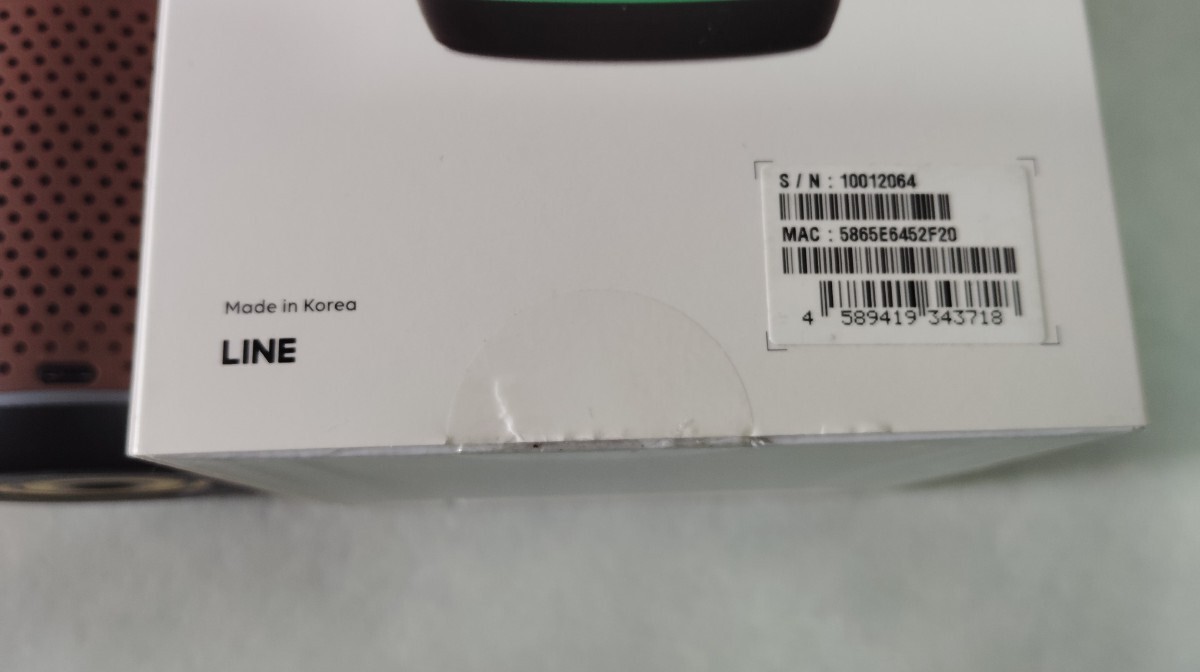 S / N : 10012064
MAC : 5865E6452F20
4 589419 343718
Made in Korea
LINE